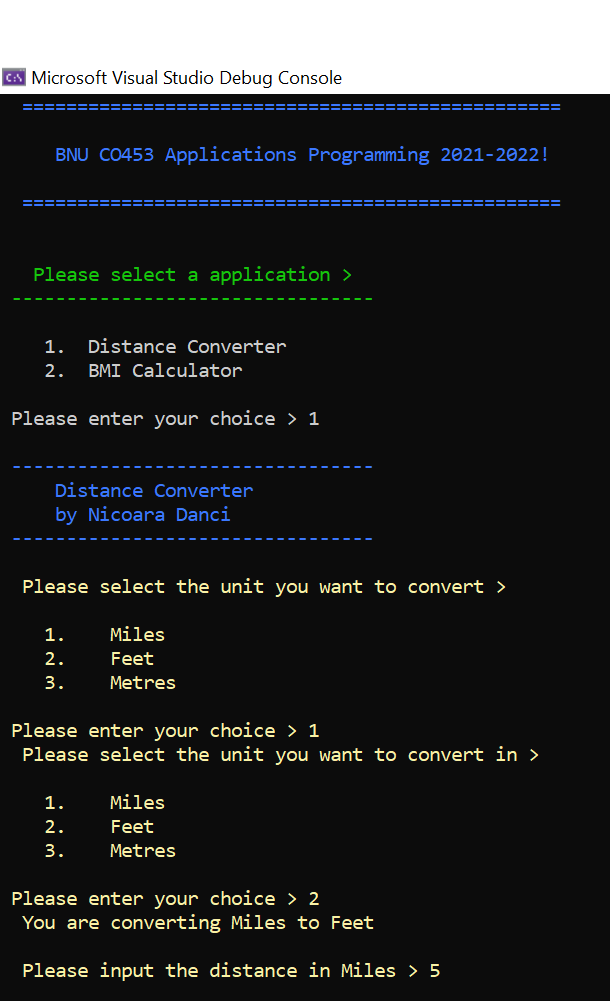 C:\ Microsoft Visual Studio Debug Console
=================================================
BNU CO453 Applications Programming 2021-2022!
=================================================
Please select a application >
---------------------------------
1. Distance Converter
2. BMI Calculator
Please enter your choice > 1
---------------------------------
Distance Converter
by Nicoara Danci
---------------------------------
Please select the unit you want to convert >
1. Miles
2. Feet
3. Metres
Please enter your choice > 1
Please select the unit you want to convert in >
1. Miles
2. Feet
3. Metres
Please enter your choice > 2
You are converting Miles to Feet
Please input the distance in Miles > 5